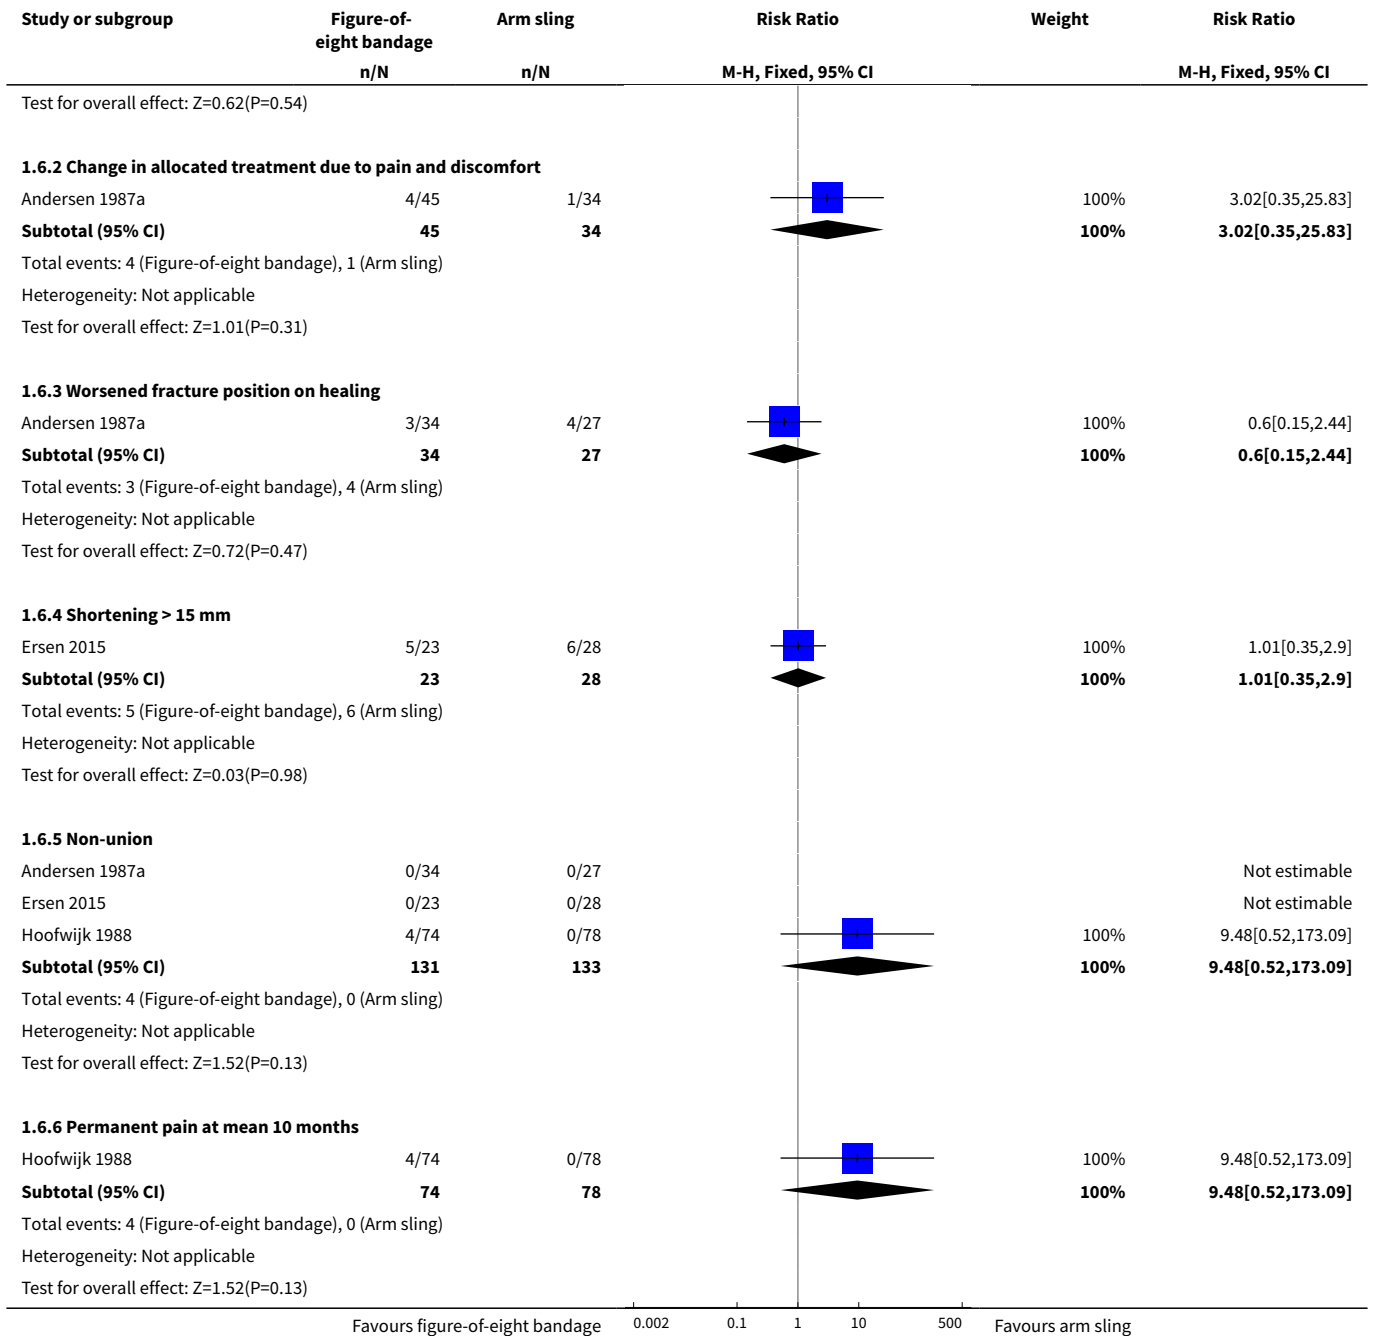 Study or subgroup Figure-of- Arm sling Risk Ratio Weight Risk Ratio
eight bandage
n/N n/N M-H, Fixed, 95% CI M-H, Fixed, 95% CI
Test for overall effect: Z=0.62(P=0.54)
1.6.2 Change in allocated treatment due to pain and discomfort
Andersen 1987a 4/45 1/34 100% 3.02[0.35,25.83]
Subtotal (95% CI) 45 34 100% 3.02[0.35,25.83]
Total events: 4 (Figure-of-eight bandage), 1 (Arm sling)
Heterogeneity: Not applicable
Test for overall effect: Z=1.01(P=0.31)
1.6.3 Worsened fracture position on healing
Andersen 1987a 3/34 4/27 100% 0.6[0.15,2.44]
Subtotal (95% CI) 34 27 100% 0.6[0.15,2.44]
Total events: 3 (Figure-of-eight bandage), 4 (Arm sling)
Heterogeneity: Not applicable
Test for overall effect: Z=0.72(P=0.47)
1.6.4 Shortening > 15 mm
Ersen 2015 5/23 6/28 100% 1.01[0.35,2.9]
Subtotal (95% CI) 23 28 100% 1.01[0.35,2.9]
Total events: 5 (Figure-of-eight bandage), 6 (Arm sling)
Heterogeneity: Not applicable
Test for overall effect: Z=0.03(P=0.98)
1.6.5 Non-union
Andersen 1987a 0/34 0/27 Not estimable
Ersen 2015 0/23 0/28 Not estimable
Hoofwijk 1988 4/74 0/78 100% 9.48[0.52,173.09]
Subtotal (95% CI) 131 133 100% 9.48[0.52,173.09]
Total events: 4 (Figure-of-eight bandage), 0 (Arm sling)
Heterogeneity: Not applicable
Test for overall effect: Z=1.52(P=0.13)
1.6.6 Permanent pain at mean 10 months
Hoofwijk 1988 4/74 0/78 100% 9.48[0.52,173.09]
Subtotal (95% CI) 74 78 100% 9.48[0.52,173.09]
Total events: 4 (Figure-of-eight bandage), 0 (Arm sling)
Heterogeneity: Not applicable
Test for overall effect: Z=1.52(P=0.13)
Favours figure-of-eight bandage 0.002 0.1 1 10 500 Favours arm sling